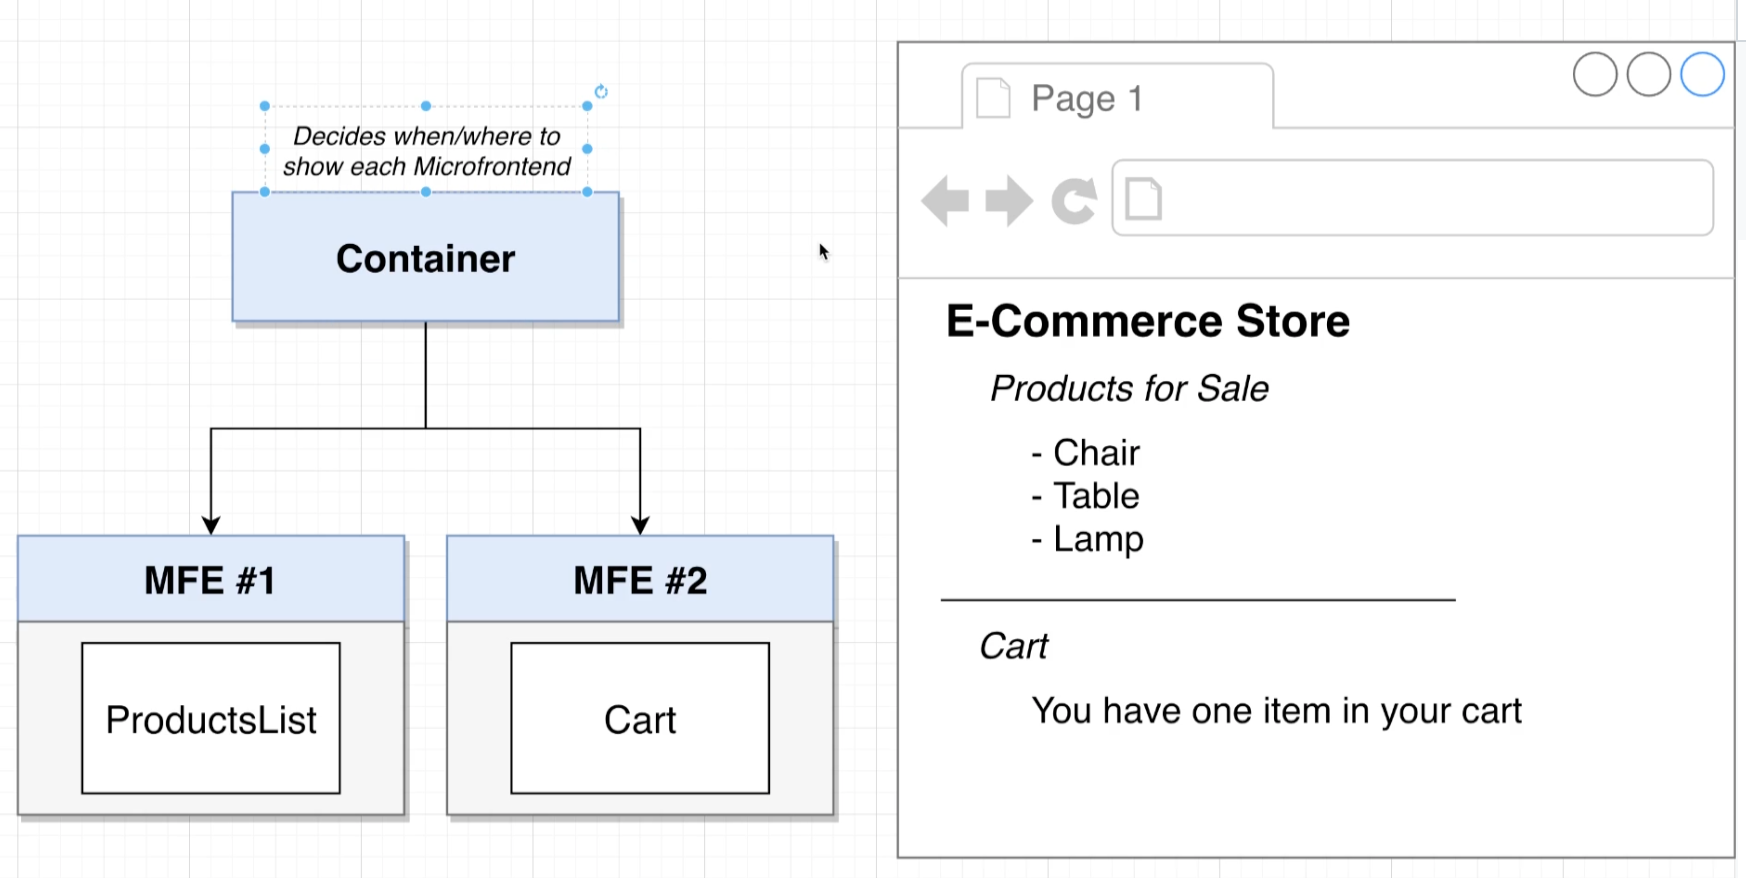 Decides when/where to
show each Microfrontend
Container
MFE #1
ProductsList
MFE #2
Cart
Page 1
E-Commerce Store
Products for Sale
- Chair
- Table
- Lamp
Cart
You have one item in your cart